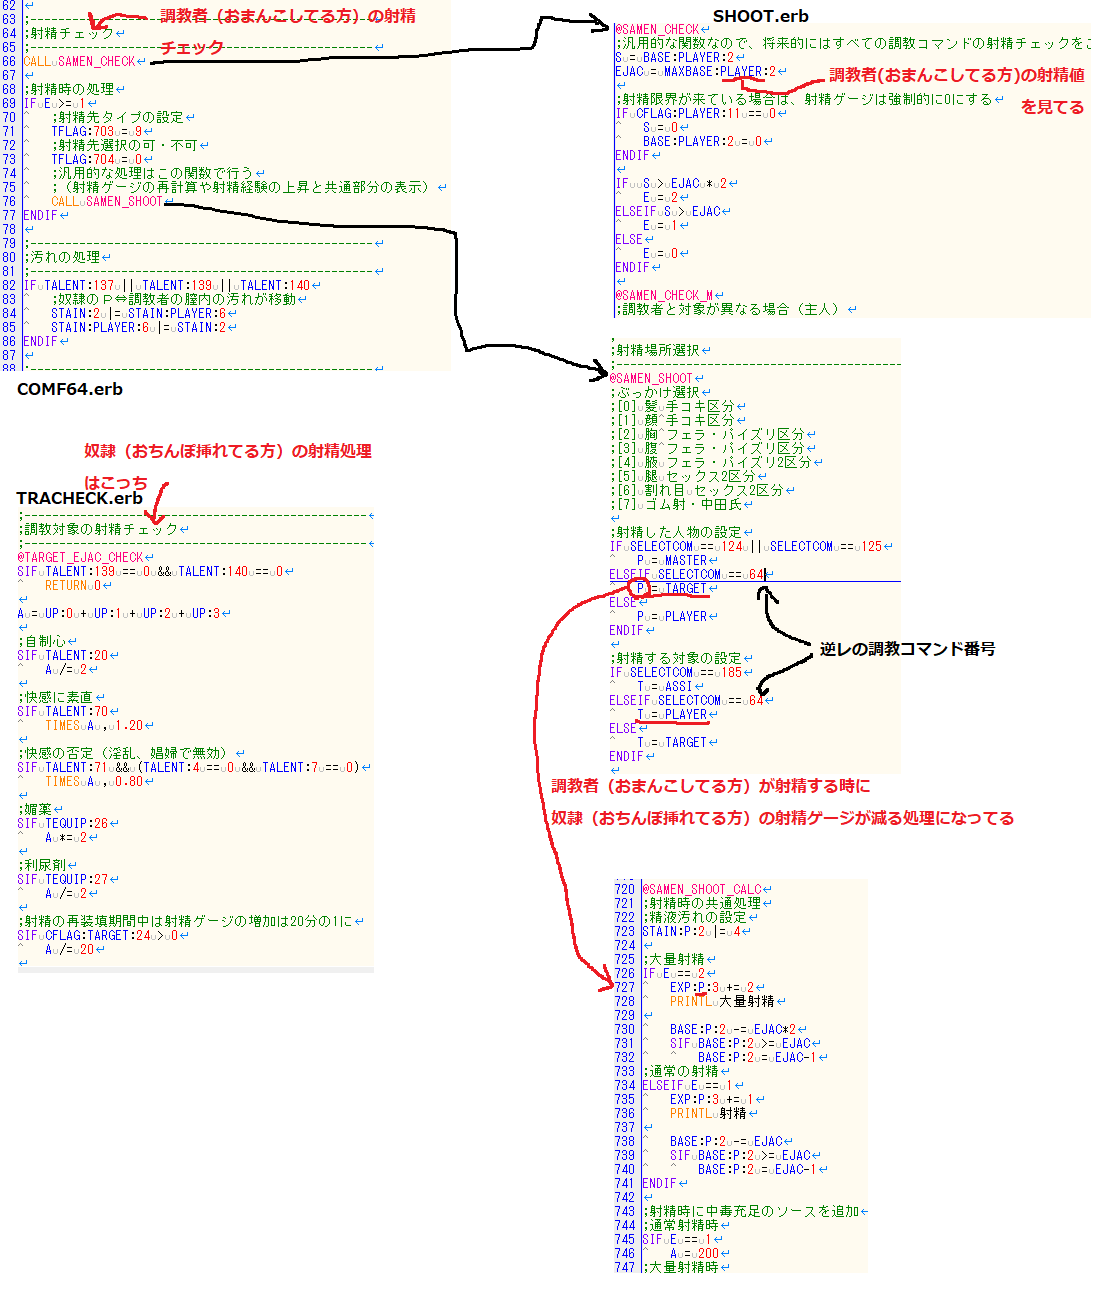 62
63 ;---------------------------------------------
64 ;射精チェック
65 ;---------------------------------------------
66 CALL SAMEN_CHECK
67
68 ;射精時の処理
69 IF E >= 1
70 ;射精先タイプの設定
71 TFLAG:703 = 9
72 ;射精先選択の可・不可
73 TFLAG:704 = 0
74 ;汎用的な処理はこの関数で行う
75 ;（射精ゲージの再計算や射精経験の上昇と共通部分の表示）
76 CALL SAMEN_SHOOT
77 ENDIF
78
79 ;---------------------------------------------
80 ;汚れの処理
81 ;---------------------------------------------
82 IF TALENT:137 || TALENT:139 || TALENT:140
83 ;奴隷のＰ⇔調教者の膣内の汚れが移動
84 STAIN:2 |= STAIN:PLAYER:6
85 STAIN:PLAYER:6 |= STAIN:2
86 ENDIF
87
88 ;---------------------------------------------
COMF64.erb
調教者（おまんこしてる方）の射精
チェック
SHOOT.erb
@SAMEN_CHECK
;汎用的な関数なので、将来的にはすべての調教コマンドの射精チェックをこ
S = BASE:PLAYER:2
EJAC = MAXBASE:PLAYER:2
;射精限界が来ている場合は、射精ゲージは強制的に0にする
IF CFLAG:PLAYER:11 == 0
S = 0
BASE:PLAYER:2 = 0
ENDIF
IF S > EJAC * 2
E = 2
ELSEIF S > EJAC
E = 1
ELSE
E = 0
ENDIF
@SAMEN_CHECK_M
;調教者と対象が異なる場合（主人）
調教者(おまんこしてる方)の射精値
を見てる
;射精場所選択
;---------------------------------------------
@SAMEN_SHOOT
;ぶっかけ選択
;[0] 髪 手コキ区分
;[1] 顔 手コキ区分
;[2] 胸 フェラ・パイズリ区分
;[3] 腹 フェラ・パイズリ区分
;[4] 腋 フェラ・パイズリ2区分
;[5] 腿 セックス2区分
;[6] 割れ目 セックス2区分
;[7] ゴム射・中田氏
;射精した人物の設定
IF SELECTCOM == 124 || SELECTCOM == 125
P = MASTER
ELSEIF SELECTCOM == 64
P = TARGET
ELSE
P = PLAYER
ENDIF
;射精する対象の設定
IF SELECTCOM == 185
T = ASSI
ELSEIF SELECTCOM == 64
T = PLAYER
ELSE
T = TARGET
ENDIF
逆レの調教コマンド番号
調教者（おまんこしてる方）が射精する時に
奴隷（おちんぽ挿れてる方）の射精ゲージが減る処理になってる
奴隷（おちんぽ挿れてる方）の射精処理
はこっち
TRACHECK.erb
;---------------------------------------------
;調教対象の射精チェック
;---------------------------------------------
@TARGET_EJAC_CHECK
SIF TALENT:139 == 0 && TALENT:140 == 0
RETURN 0
A = UP:0 + UP:1 + UP:2 + UP:3
;自制心
SIF TALENT:20
A /= 2
;快感に素直
SIF TALENT:70
TIMES A , 1.20
;快感の否定（淫乱、娼婦で無効）
SIF TALENT:71 && (TALENT:4 == 0 && TALENT:7 == 0)
TIMES A , 0.80
;媚薬
SIF TEQUIP:26
A *= 2
;利尿剤
SIF TEQUIP:27
A /= 2
;射精の再装填期間中は射精ゲージの増加は20分の1に
SIF CFLAG:TARGET:24 > 0
A /= 20
720 @SAMEN_SHOOT_CALC
721 ;射精時の共通処理
722 ;精液汚れの設定
723 STAIN:P:2 |= 4
724
725 ;大量射精
726 IF E == 2
727 EXP:P:3 += 2
728 PRINTL 大量射精
729
730 BASE:P:2 -= EJAC*2
731 SIF BASE:P:2 >= EJAC
732 BASE:P:2 = EJAC-1
733 ;通常の射精
734 ELSEIF E == 1
735 EXP:P:3 += 1
736 PRINTL 射精
737
738 BASE:P:2 -= EJAC
739 SIF BASE:P:2 >= EJAC
740 BASE:P:2 = EJAC-1
741 ENDIF
742
743 ;射精時に中毒充足のソースを追加
744 ;通常射精時
745 SIF E == 1
746 A = 200
747 ;大量射精時